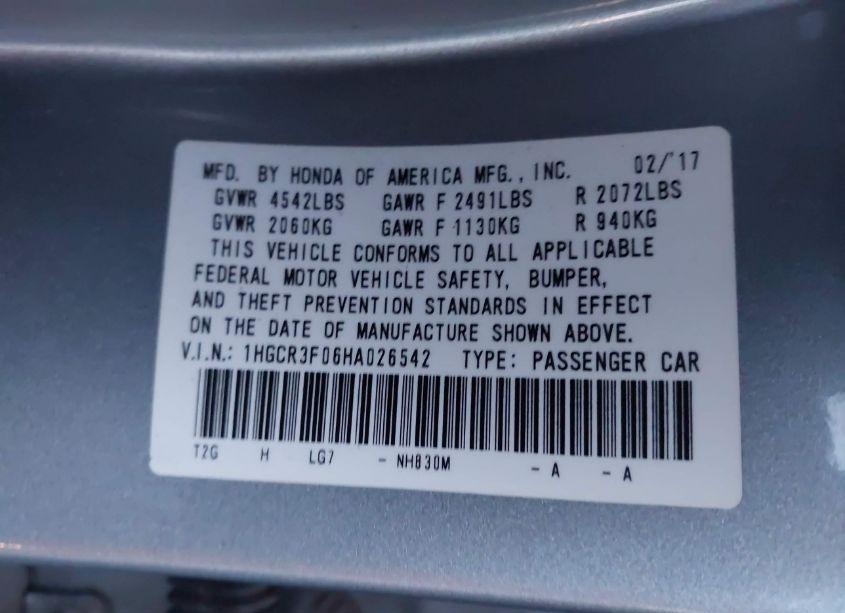 MFD. BY HONDA OF AMERICA MFG., INC. 02/'17
GVWR 4542LBS GAWR F 2491LBS R 2072LBS
GVWR 2060KG GAWR F 1130KG R 940KG
THIS VEHICLE CONFORMS TO ALL APPLICABLE
FEDERAL MOTOR VEHICLE SAFETY, BUMPER,
AND THEFT PREVENTION STANDARDS IN EFFECT
ON THE DATE OF MANUFACTURE SHOWN ABOVE.
V.I.N.: 1HGCR3F06HA026542 TYPE: PASSENGER CAR
T2G H LG7 - NH830M - A - A